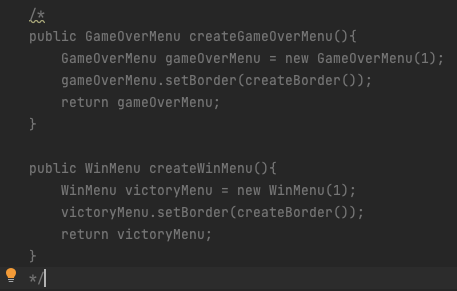 /*
public GameOverMenu createGameOverMenu(){
    GameOverMenu gameOverMenu = new GameOverMenu(1);
    gameOverMenu.setBorder(createBorder());
    return gameOverMenu;
}

public WinMenu createWinMenu(){
    WinMenu victoryMenu = new WinMenu(1);
    victoryMenu.setBorder(createBorder());
    return victoryMenu;
}
*/